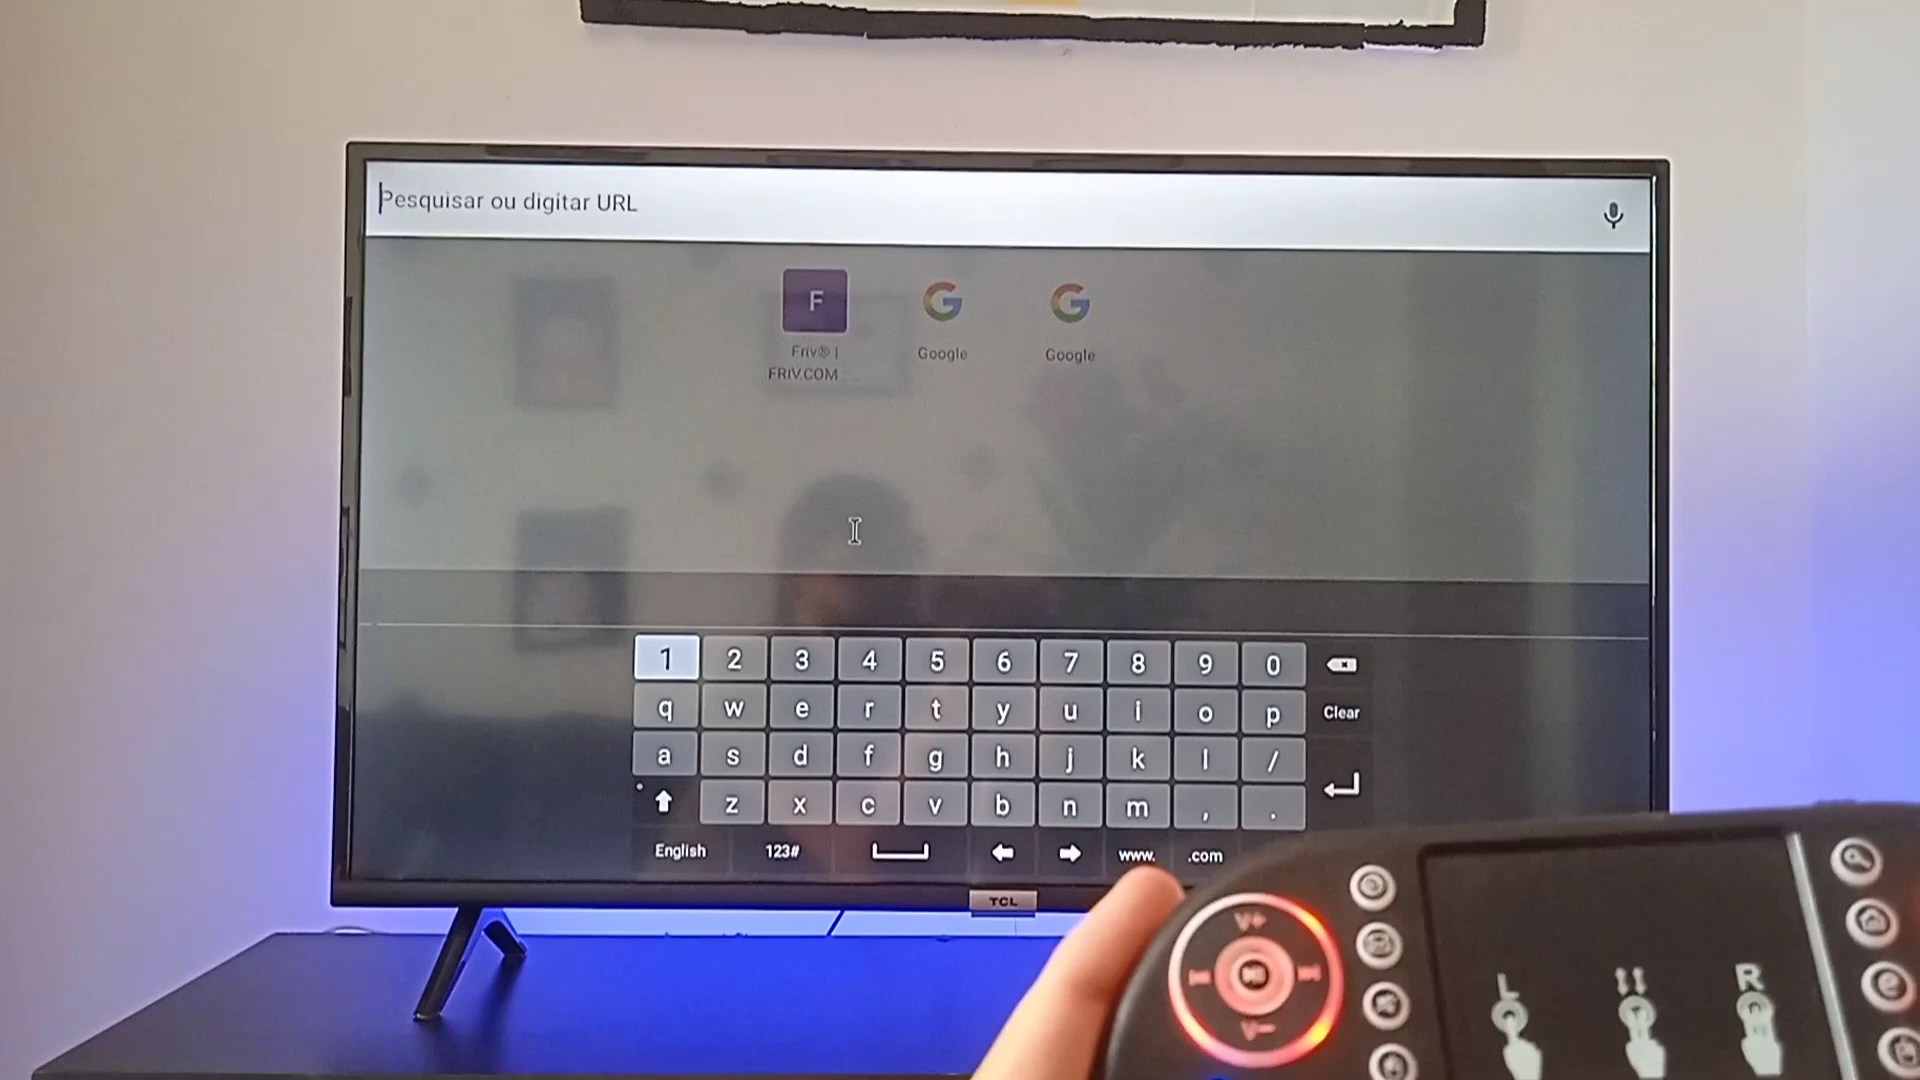 Pesquisar ou digitar URL
F
Friv® |
FRIV.COM
Google
Google
1 2 3 4 5 6 7 8 9 0
q w e r t y u i o p Clear
a s d f g h j k l /
z x c v b n m , .
English 123# www. .com
TCL
V+
V-
L R